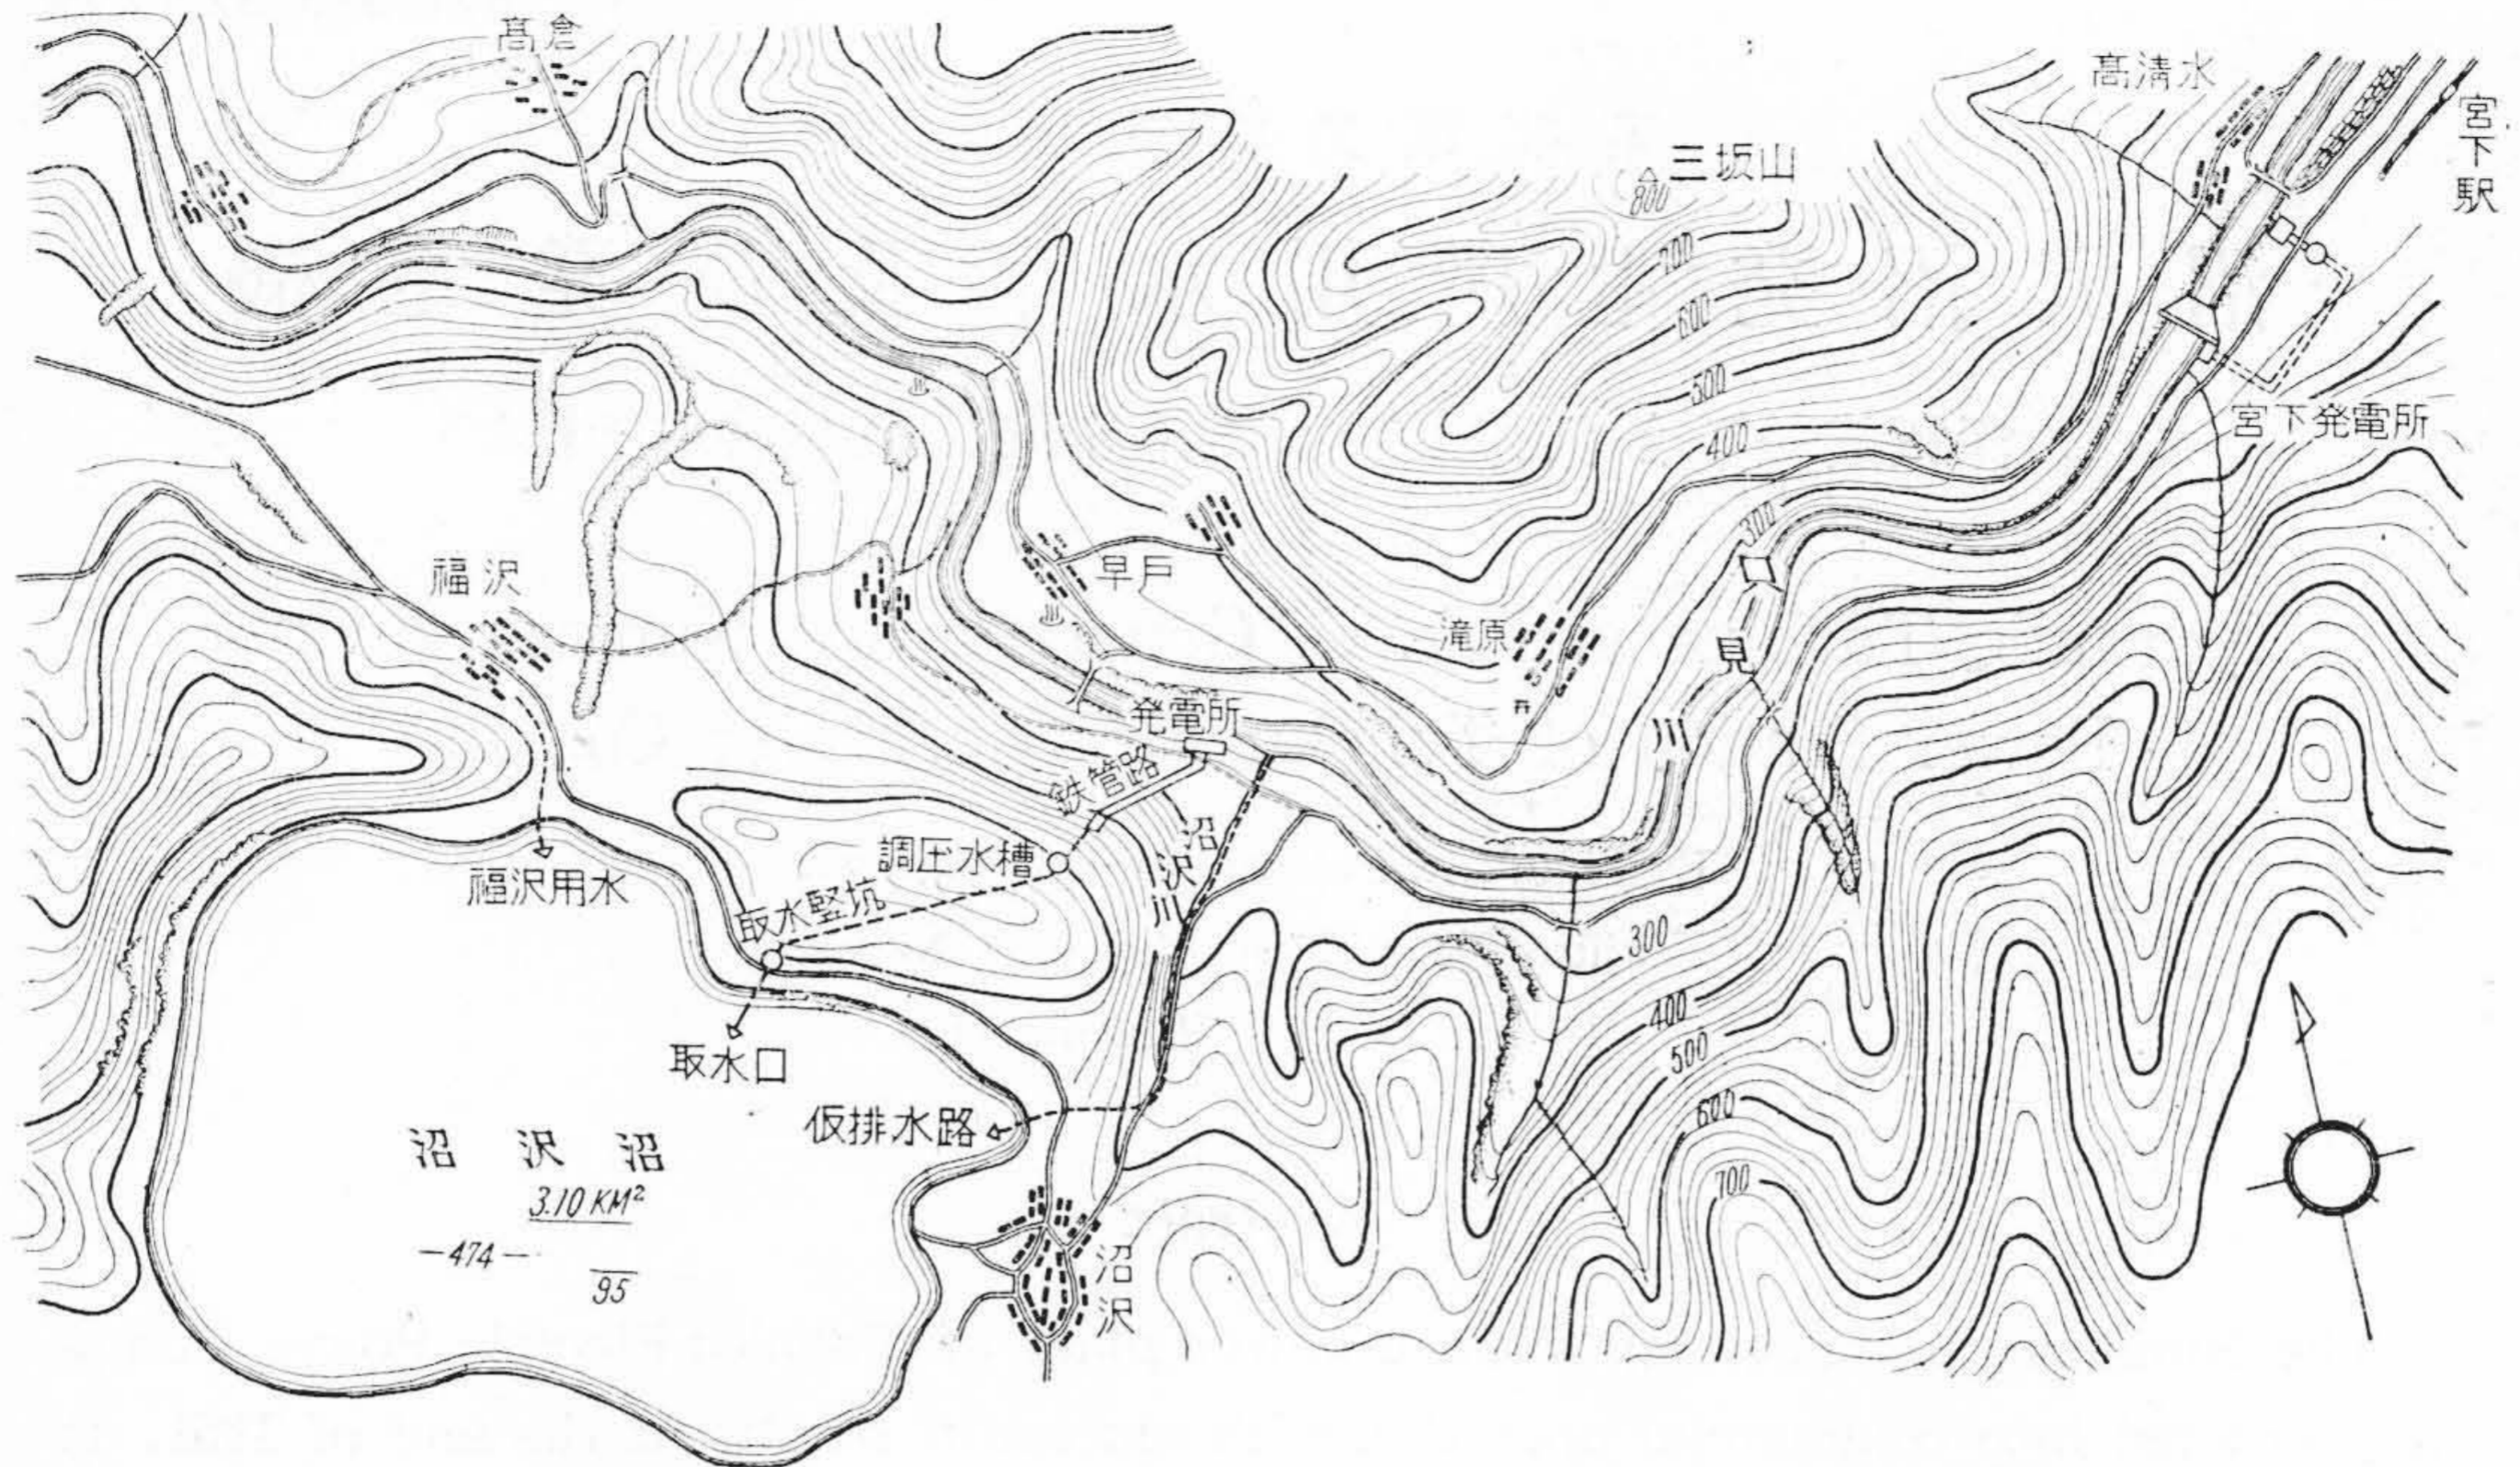 高倉
高清水
宮下駅
三坂山
800
700
600
500
400
300
宮下発電所
福沢
早戸
滝原
見
川
発電所
鉄管路
沼沢川
調圧水槽
取水竪坑
福沢用水
取水口
仮排水路
300
400
500
600
700
沼沢沼
3.10 KM²
—474—
95
沼沢